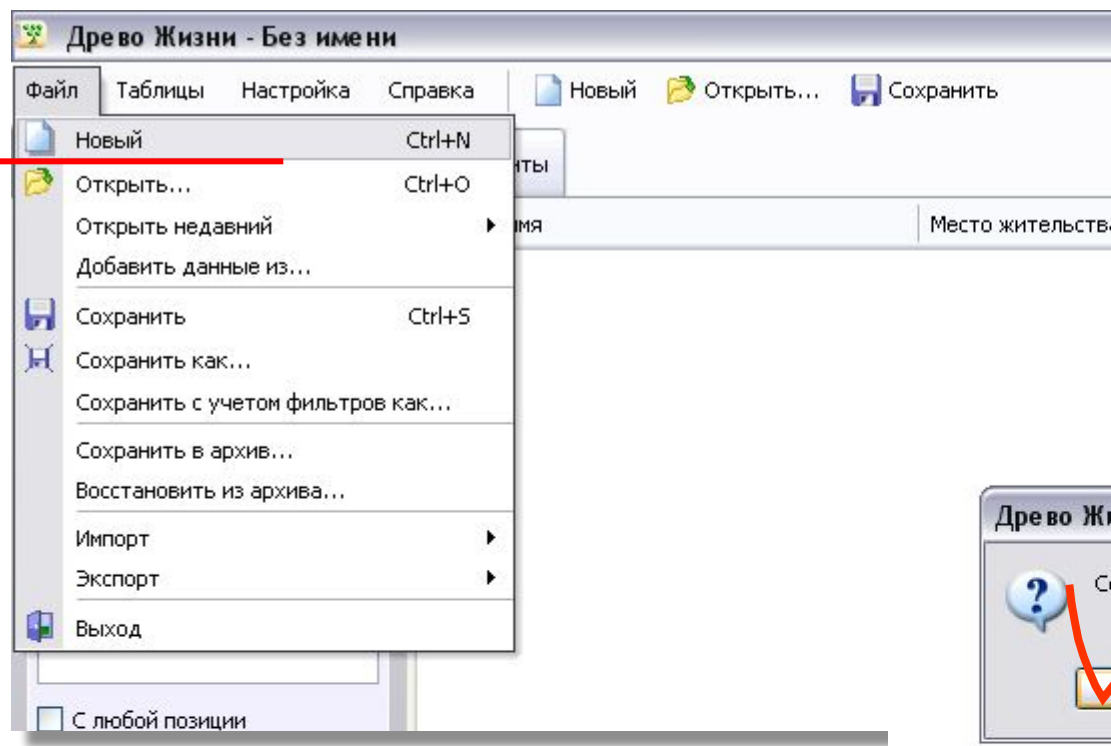 Древо Жизни - Без имени
Файл Таблицы Настройка Справка Новый Открыть... Сохранить
Новый Ctrl+N
Открыть... Ctrl+O
Открыть недавний
Место жительства
Добавить данные из...
Сохранить Ctrl+S
Сохранить как...
Сохранить с учетом фильтров как...
Сохранить в архив...
Восстановить из архива...
Импорт
Экспорт
Выход
С любой позиции
Древо